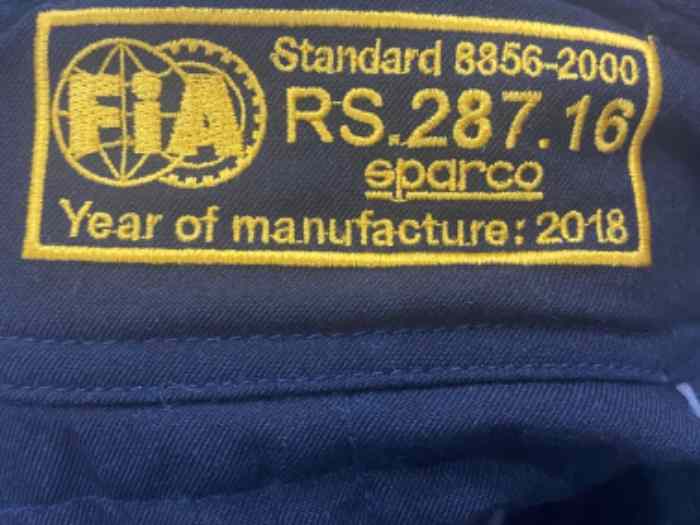 FiA
Standard 8856-2000
RS.287.16
sparco
Year of manufacture: 2018